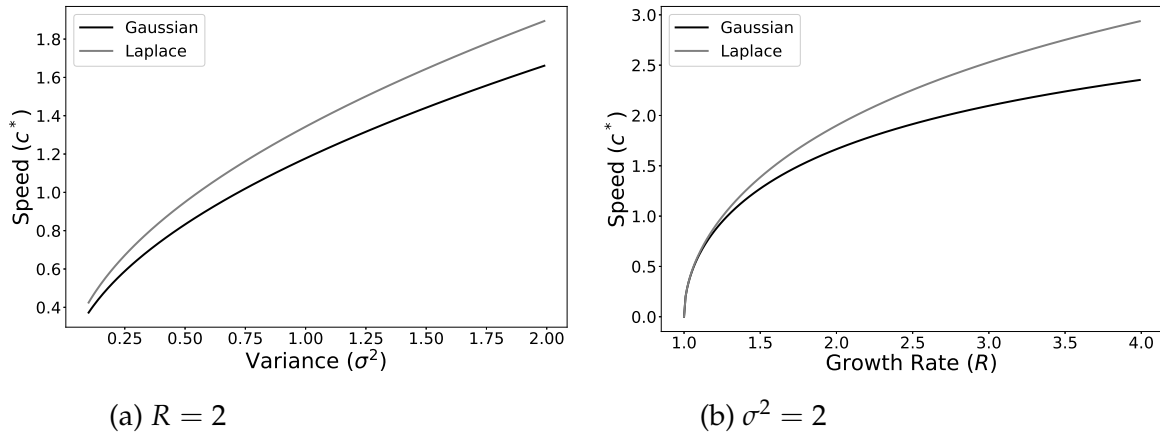 Gaussian
Laplace
Speed (c*)
1.8
1.6
1.4
1.2
1.0
0.8
0.6
0.4
0.25 0.50 0.75 1.00 1.25 1.50 1.75 2.00
Variance (σ²)
(a) R = 2
Gaussian
Laplace
Speed (c*)
3.0
2.5
2.0
1.5
1.0
0.5
0.0
1.0 1.5 2.0 2.5 3.0 3.5 4.0
Growth Rate (R)
(b) σ² = 2